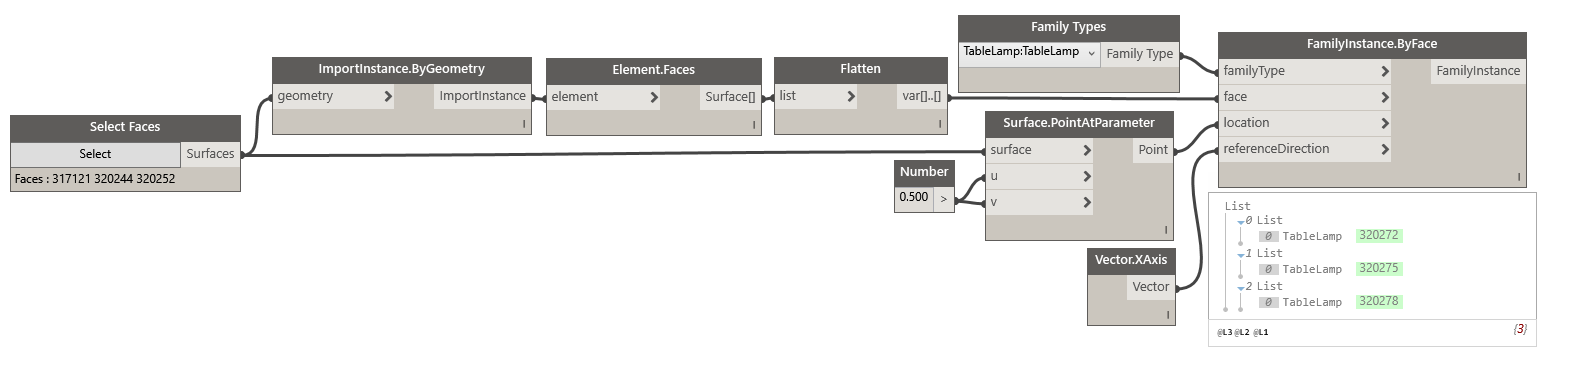 Select Faces
Select
Surfaces
Faces : 317121 320244 320252
ImportInstance.ByGeometry
geometry >
ImportInstance
l
Element.Faces
element >
Surface[]
l
Flatten
list >
var[]..[]
l
Family Types
TableLamp:TableLamp
Family Type
Number
0.500 >
Surface.PointAtParameter
surface >
Point
u >
v >
l
Vector.XAxis
Vector
l
FamilyInstance.ByFace
familyType >
FamilyInstance
face >
location >
referenceDirection >
l
List
0 List
0 TableLamp 320272
1 List
0 TableLamp 320275
2 List
0 TableLamp 320278
@L3 @L2 @L1
{3}